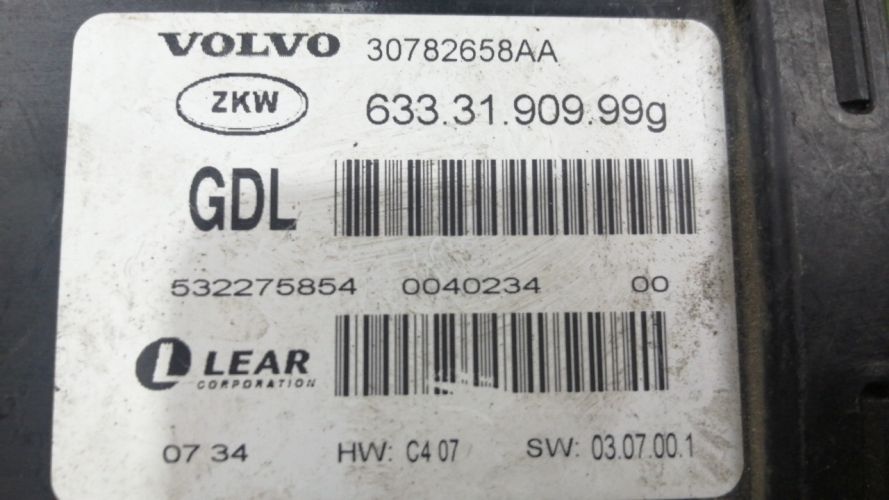 VOLVO 30782658AA
ZKW 633.31.909.99g
GDL
532275854 0040234 00
L LEAR
CORPORATION
07 34 HW: C4 07 SW: 03.07.00.1